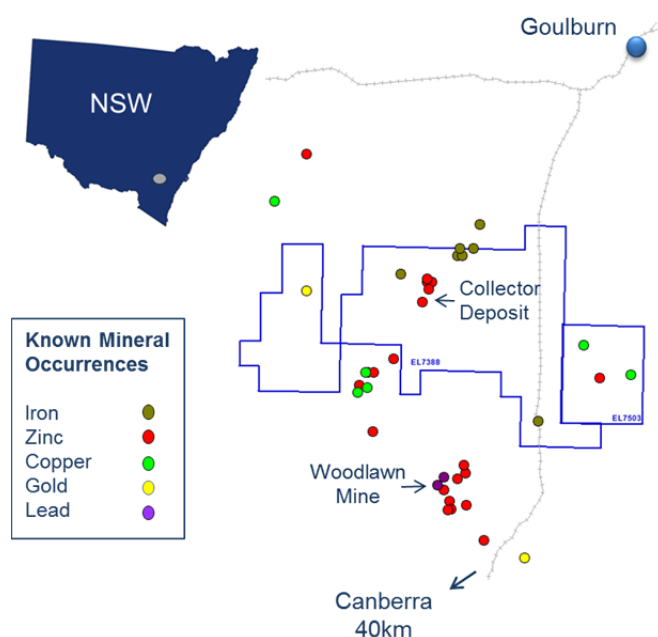 Goulburn
NSW
Collector
Deposit
Known Mineral
Occurrences
Iron
Zinc
Copper
Gold
Lead
EL7388
EL7503
Woodlawn
Mine
Canberra
40km